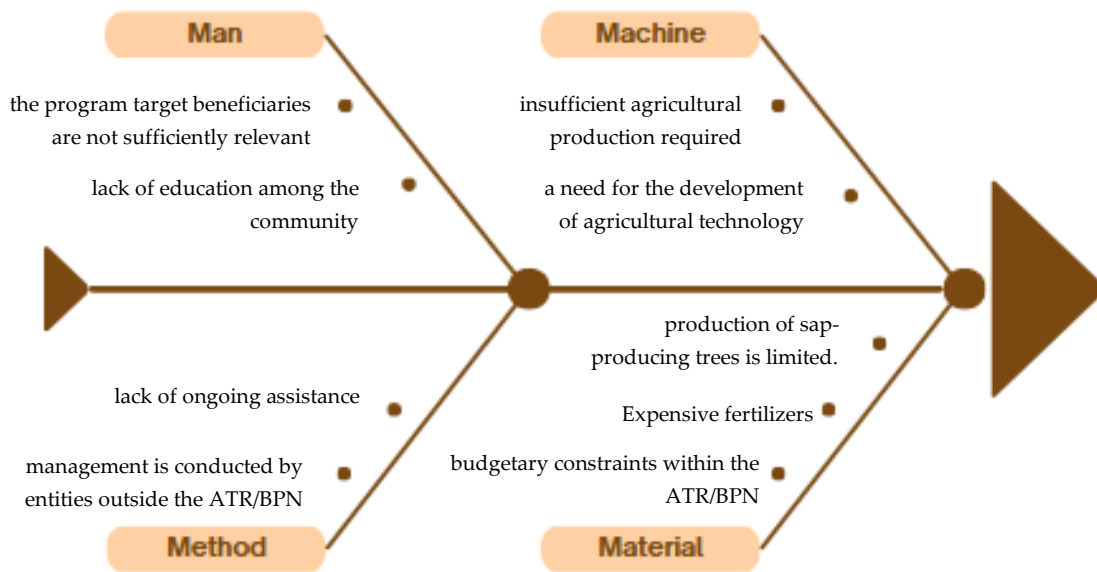 Man
the program target beneficiaries
are not sufficiently relevant
lack of education among the
community
Machine
insufficient agricultural
production required
a need for the development
of agricultural technology
lack of ongoing assistance
management is conducted by
entities outside the ATR/BPN
Method
production of sap-
producing trees is limited.
Expensive fertilizers
budgetary constraints within the
ATR/BPN
Material